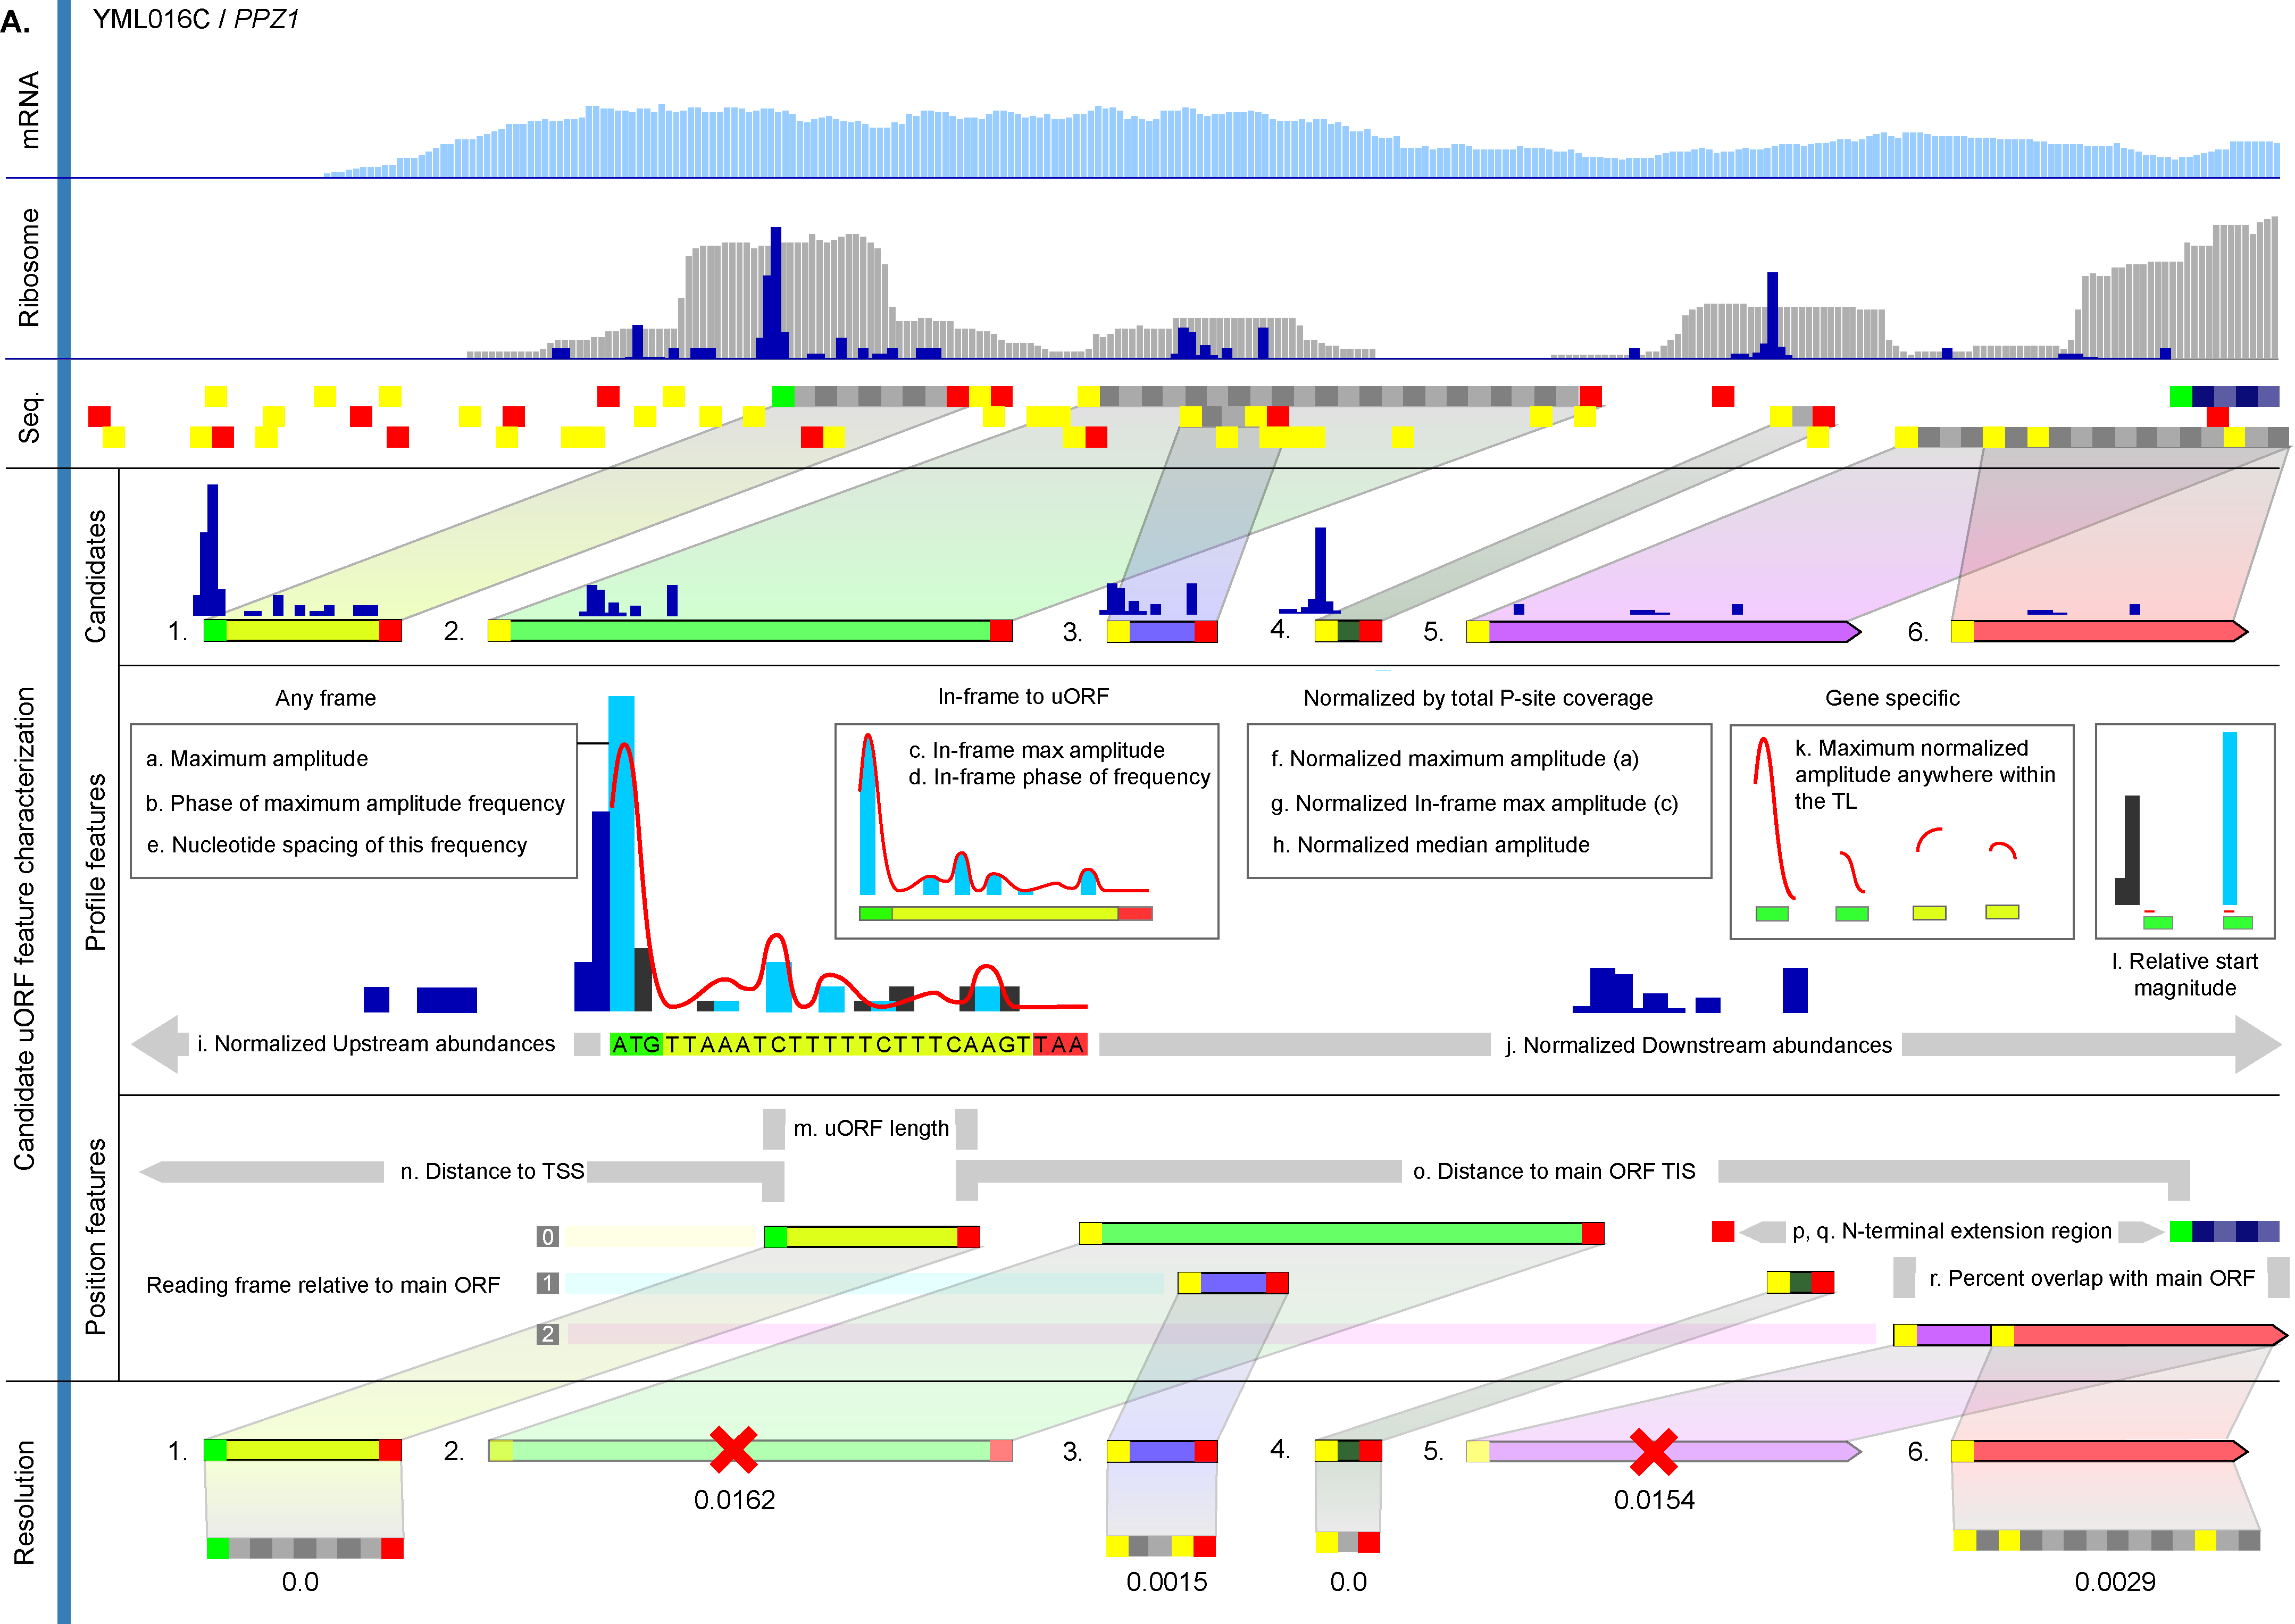 A.
YML016C / PPZ1
mRNA
Ribosome
Seq.
Candidate uORF feature characterization
Candidates
1.
2.
3.
4.
5.
6.
Profile features
Any frame
a. Maximum amplitude
b. Phase of maximum amplitude frequency
e. Nucleotide spacing of this frequency
In-frame to uORF
c. In-frame max amplitude
d. In-frame phase of frequency
Normalized by total P-site coverage
f. Normalized maximum amplitude (a)
g. Normalized In-frame max amplitude (c)
h. Normalized median amplitude
Gene specific
k. Maximum normalized
amplitude anywhere within
the TL
l. Relative start
magnitude
i. Normalized Upstream abundances
ATGTTAAATCTTTTTCTTTCAAGTTAA
j. Normalized Downstream abundances
Position features
m. uORF length
n. Distance to TSS
o. Distance to main ORF TIS
0
p, q. N-terminal extension region
Reading frame relative to main ORF
1
r. Percent overlap with main ORF
2
Resolution
1.
2.
3.
4.
5.
6.
0.0162
0.0154
0.0
0.0015
0.0
0.0029